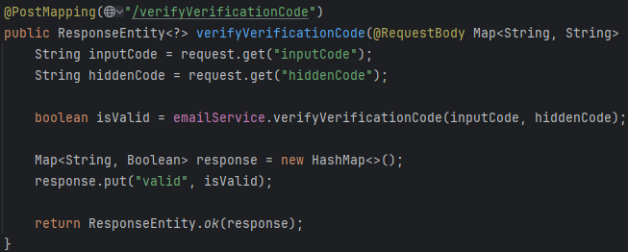 @PostMapping("/verifyVerificationCode")
public ResponseEntity<?> verifyVerificationCode(@RequestBody Map<String, String>
    String inputCode = request.get("inputCode");
    String hiddenCode = request.get("hiddenCode");
    boolean isValid = emailService.verifyVerificationCode(inputCode, hiddenCode);
    Map<String, Boolean> response = new HashMap<>();
    response.put("valid", isValid);
    return ResponseEntity.ok(response);
}